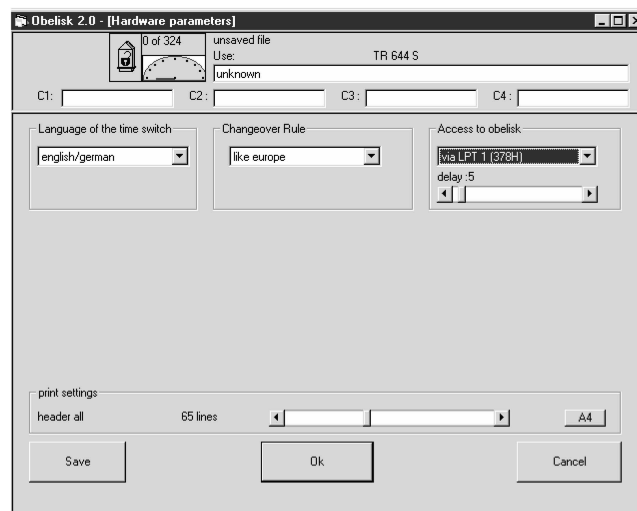 Obelisk 2.0 - [Hardware parameters]
0 of 324
unsaved file
Use: TR 644 S
unknown
C1: C2 : C3 : C4 :
Language of the time switch Changeover Rule Access to obelisk
english/german like europe via LPT 1 (378H)
delay :5
print settings
header all 65 lines A4
Save Ok Cancel